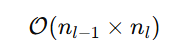 𝒪(n_{l−1} × n_l)